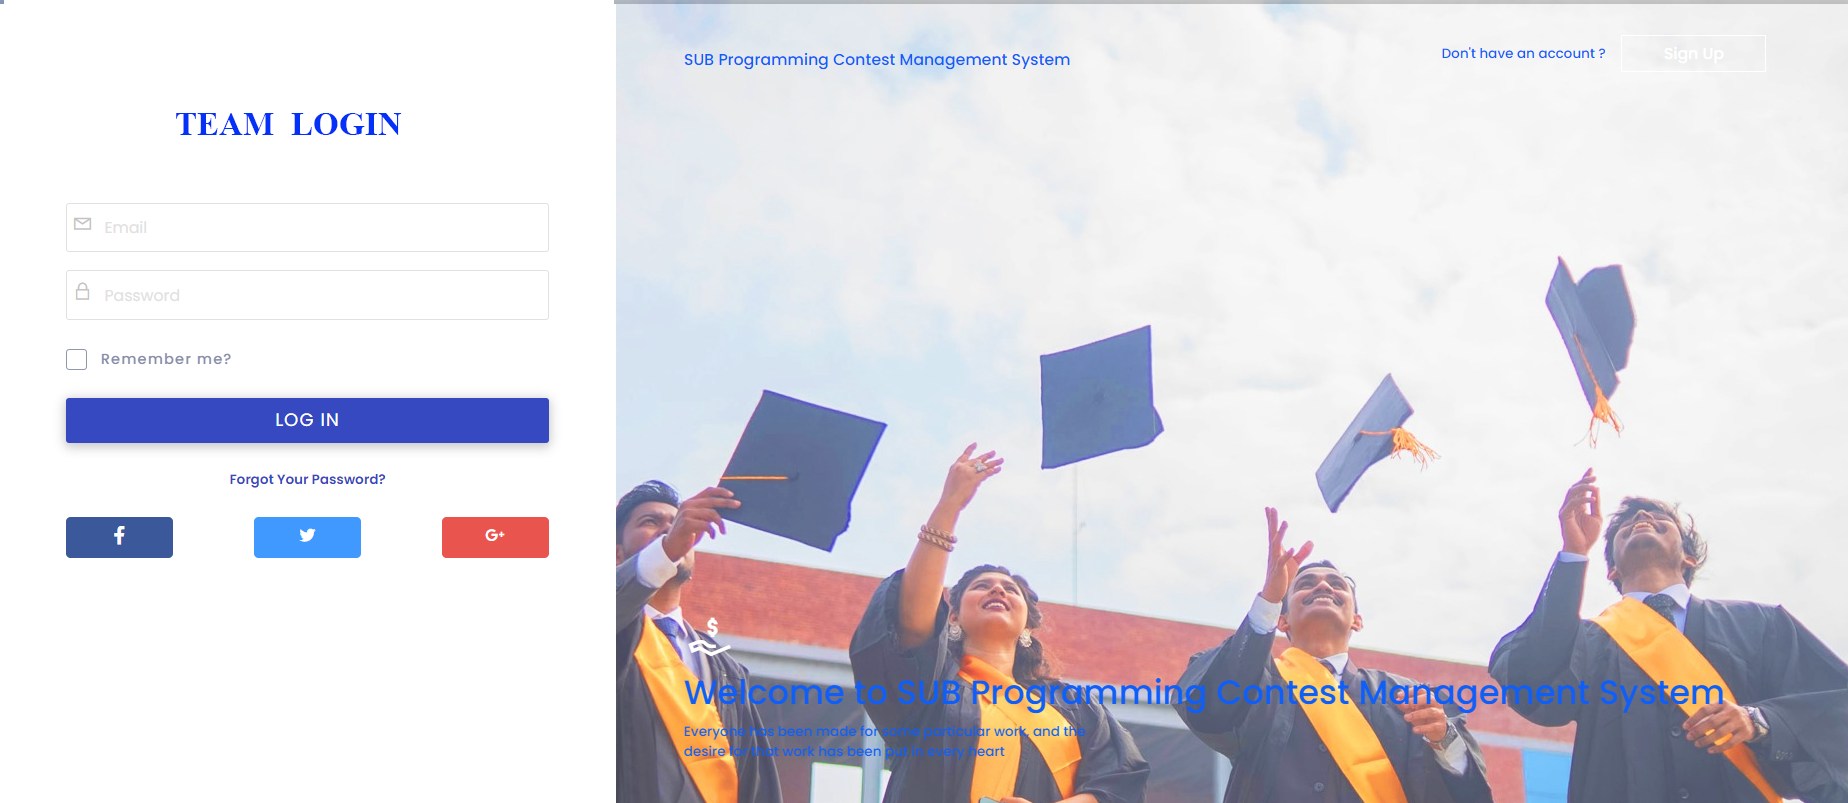 TEAM LOGIN
Email
Password
Remember me?
LOG IN
Forgot Your Password?
f
G+
SUB Programming Contest Management System
Don't have an account ?
Sign Up
$
Welcome to SUB Programming Contest Management System
Everyone has been made for some particular work, and the
desire for that work has been put in every heart